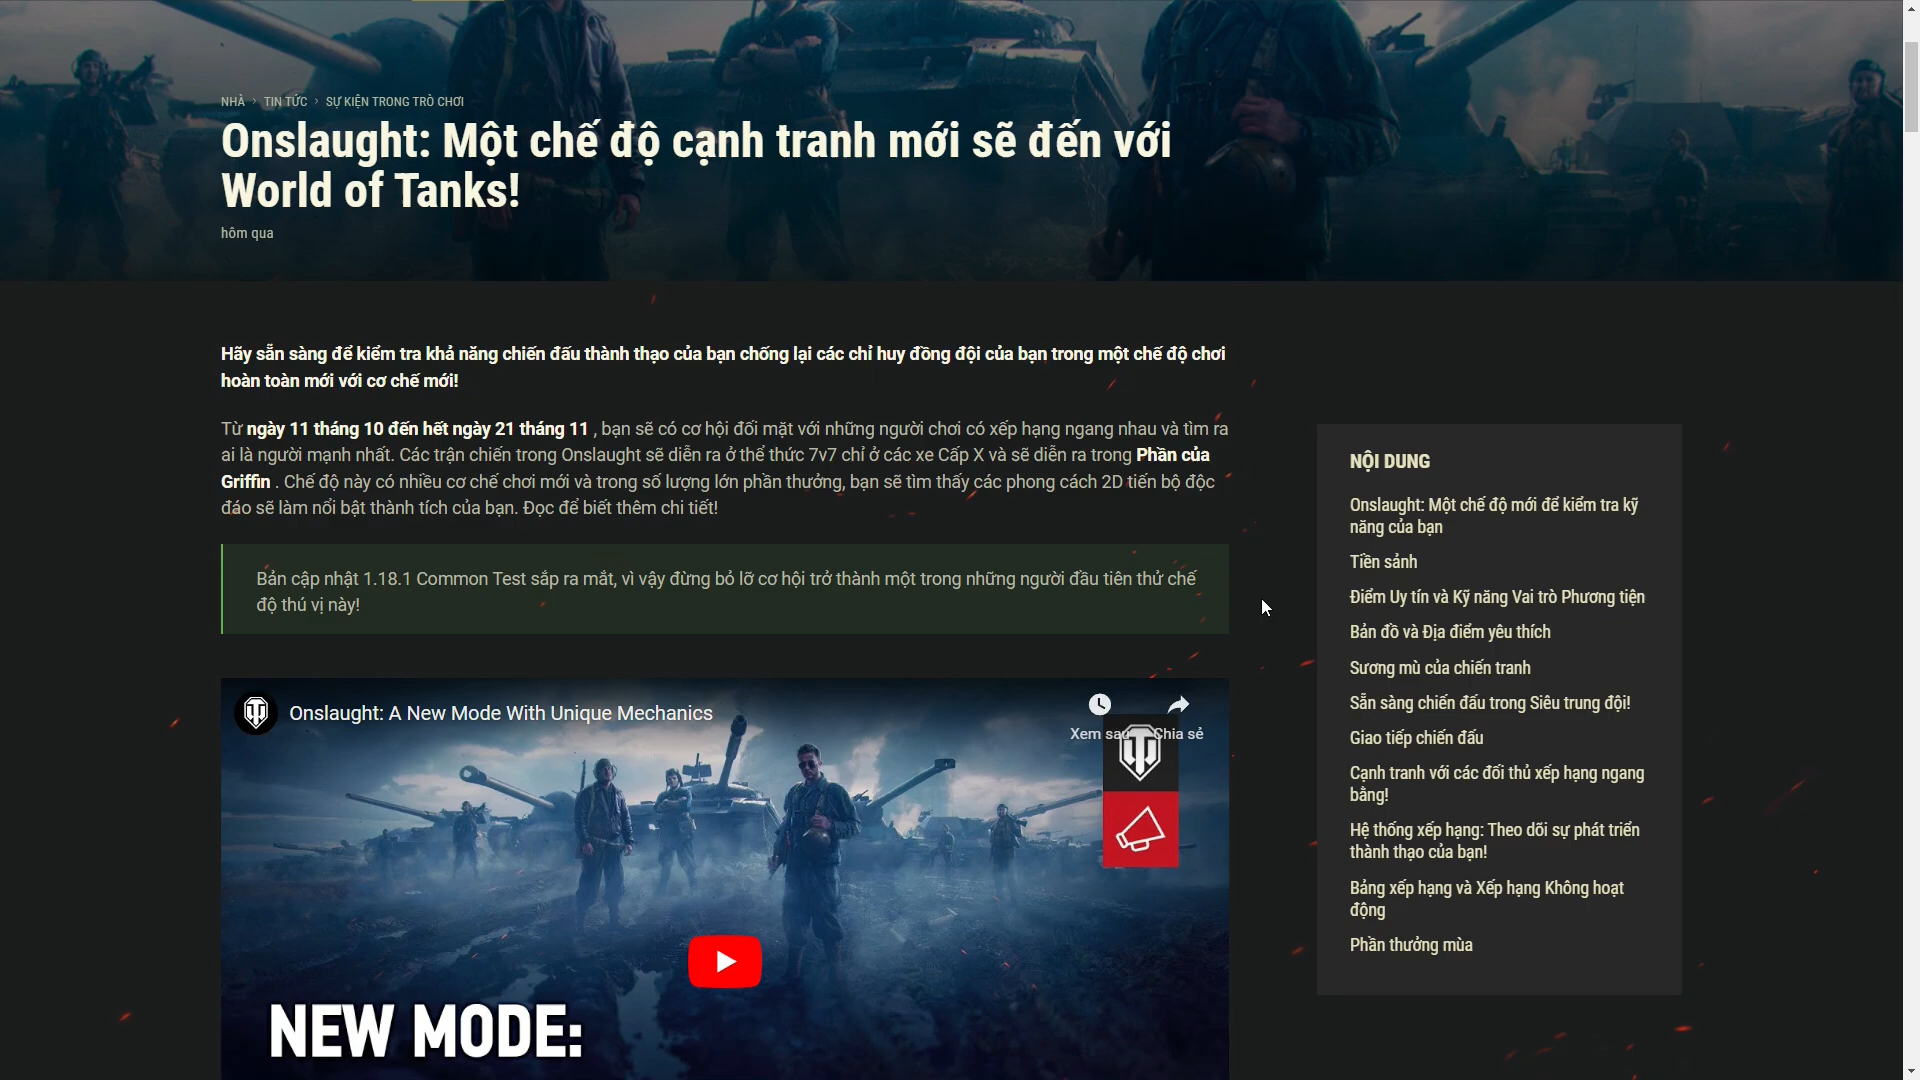 NHÀ › TIN TỨC › SỰ KIỆN TRONG TRÒ CHƠI
Onslaught: Một chế độ cạnh tranh mới sẽ đến với
World of Tanks!
hôm qua
Hãy sẵn sàng để kiểm tra khả năng chiến đấu thành thạo của bạn chống lại các chỉ huy đồng đội của bạn trong một chế độ chơi
hoàn toàn mới với cơ chế mới!
Từ ngày 11 tháng 10 đến hết ngày 21 tháng 11 , bạn sẽ có cơ hội đối mặt với những người chơi có xếp hạng ngang nhau và tìm ra
ai là người mạnh nhất. Các trận chiến trong Onslaught sẽ diễn ra ở thể thức 7v7 chỉ ở các xe Cấp X và sẽ diễn ra trong Phần của
Griffin . Chế độ này có nhiều cơ chế chơi mới và trong số lượng lớn phần thưởng, bạn sẽ tìm thấy các phong cách 2D tiến bộ độc
đáo sẽ làm nổi bật thành tích của bạn. Đọc để biết thêm chi tiết!
Bản cập nhật 1.18.1 Common Test sắp ra mắt, vì vậy đừng bỏ lỡ cơ hội trở thành một trong những người đầu tiên thử chế
độ thú vị này!
Onslaught: A New Mode With Unique Mechanics
Xem sau Chia sẻ
NEW MODE:
NỘI DUNG
Onslaught: Một chế độ mới để kiểm tra kỹ
năng của bạn
Tiền sảnh
Điểm Uy tín và Kỹ năng Vai trò Phương tiện
Bản đồ và Địa điểm yêu thích
Sương mù của chiến tranh
Sẵn sàng chiến đấu trong Siêu trung đội!
Giao tiếp chiến đấu
Cạnh tranh với các đối thủ xếp hạng ngang
bằng!
Hệ thống xếp hạng: Theo dõi sự phát triển
thành thạo của bạn!
Bảng xếp hạng và Xếp hạng Không hoạt
động
Phần thưởng mùa